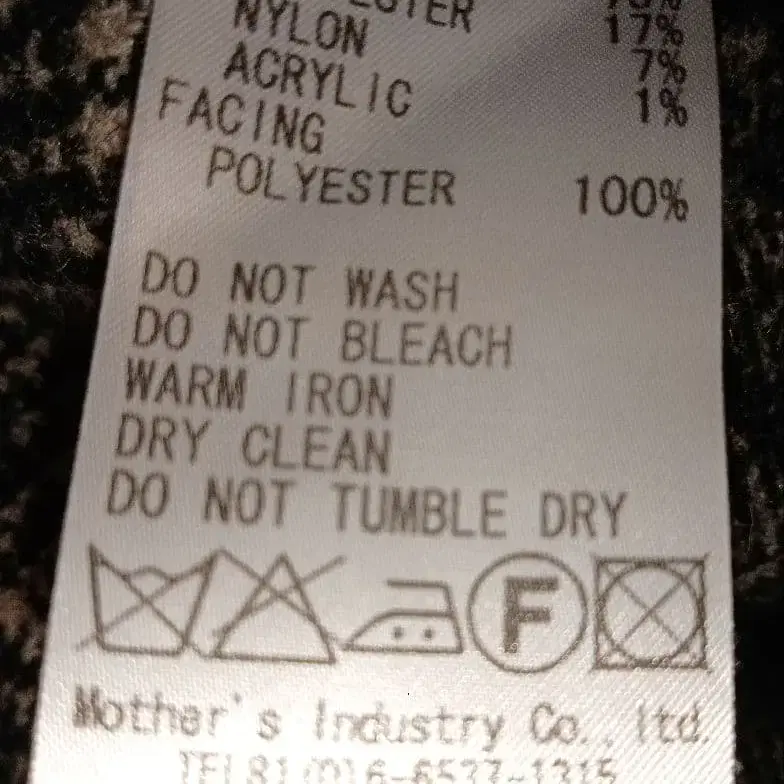 NYLON 17%
ACRYLIC 7%
1%
FACING
POLYESTER 100%
DO NOT WASH
DO NOT BLEACH
WARM IRON
DRY CLEAN
DO NOT TUMBLE DRY
F
Mother's Industry Co., ltd.